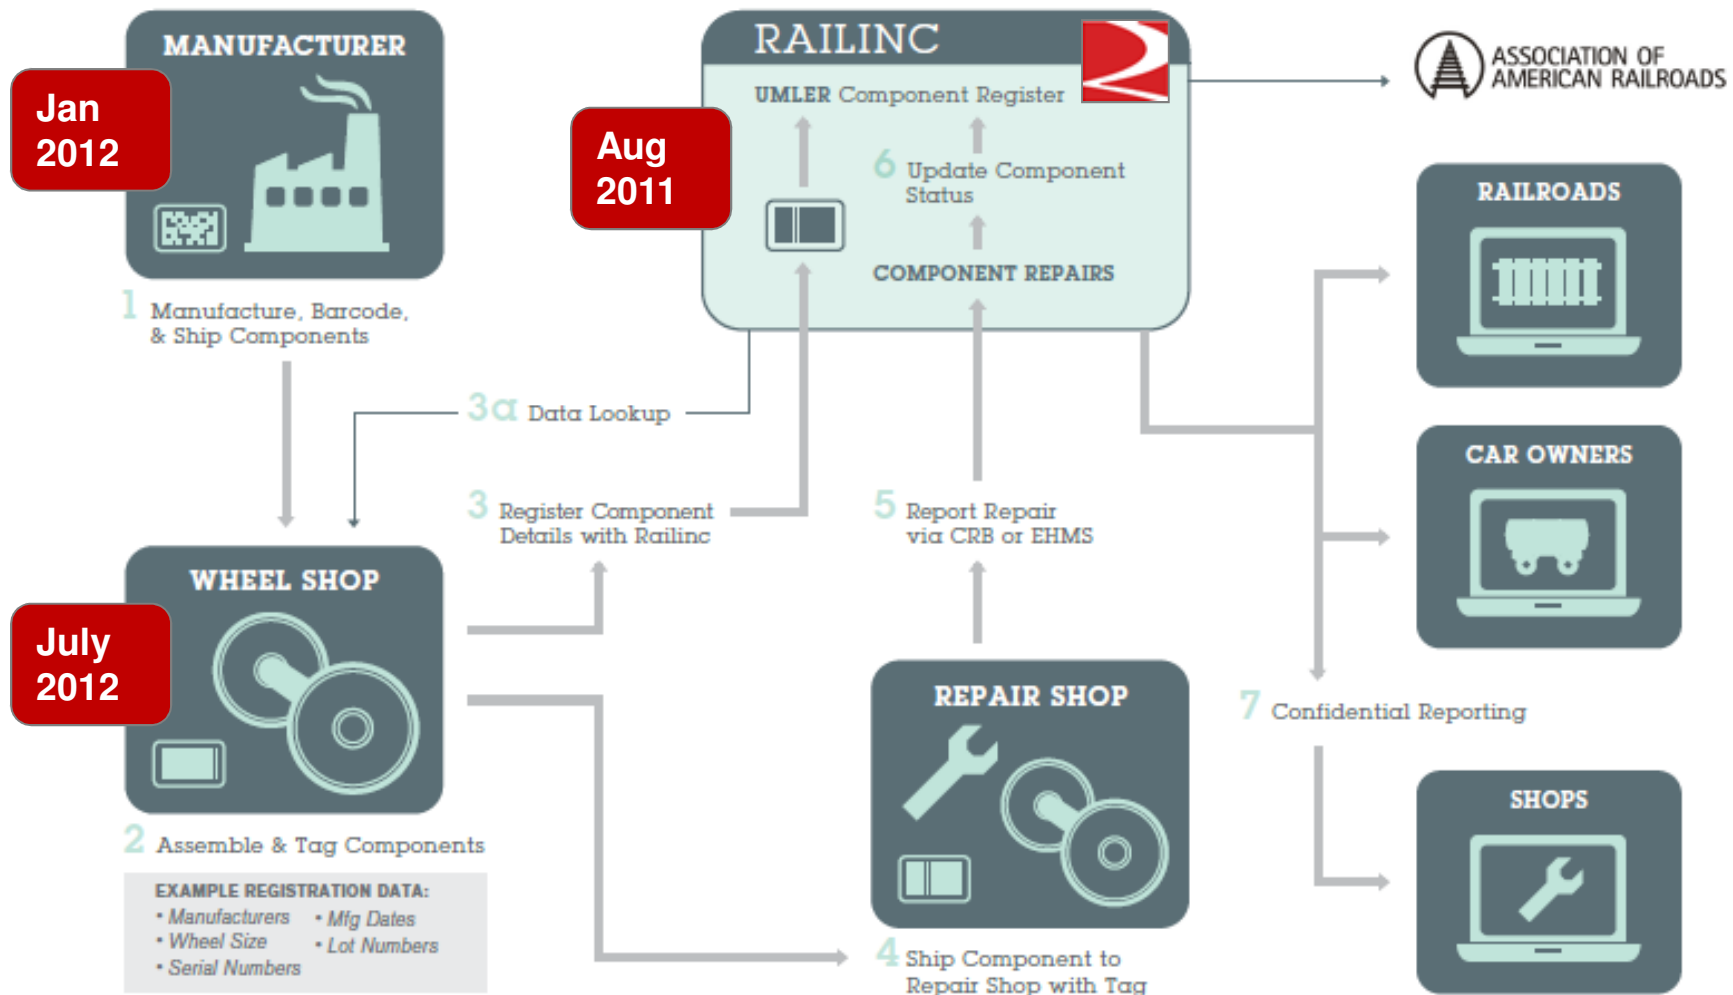 MANUFACTURER
Jan
2012
1 Manufacture, Barcode,
& Ship Components
RAILINC
UMLER Component Register
Aug
2011
6 Update Component
Status
COMPONENT REPAIRS
ASSOCIATION OF
AMERICAN RAILROADS
RAILROADS
3a Data Lookup
CAR OWNERS
3 Register Component
Details with Railinc
5 Report Repair
via CRB or EHMS
WHEEL SHOP
July
2012
2 Assemble & Tag Components
EXAMPLE REGISTRATION DATA:
• Manufacturers
• Wheel Size
• Serial Numbers
• Mfg Dates
• Lot Numbers
REPAIR SHOP
4 Ship Component to
Repair Shop with Tag
7 Confidential Reporting
SHOPS